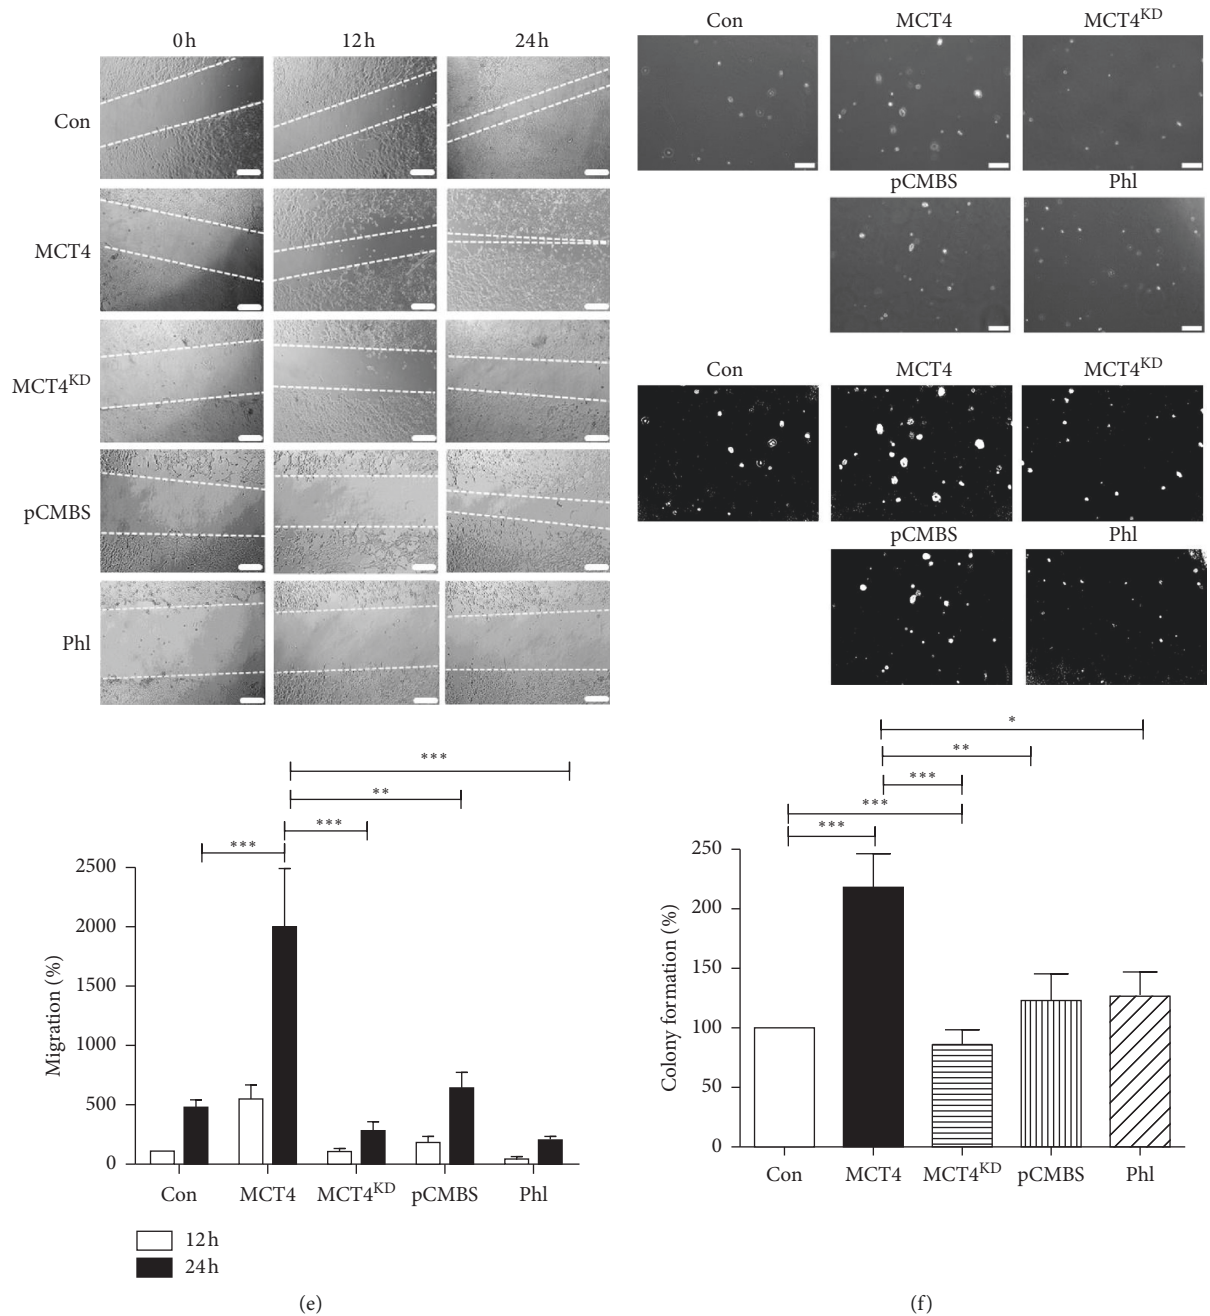 0h 12h 24h
Con
MCT4
MCT4KD
pCMBS
Phl
***
**
***
***
2500
2000
1500
1000
500
0
Migration (%)
Con MCT4 MCT4KD pCMBS Phl
12h
24h
(e)
Con MCT4 MCT4KD
pCMBS Phl
Con MCT4 MCT4KD
pCMBS Phl
*
**
***
***
***
250
200
150
100
50
0
Colony formation (%)
Con MCT4 MCT4KD pCMBS Phl
(f)